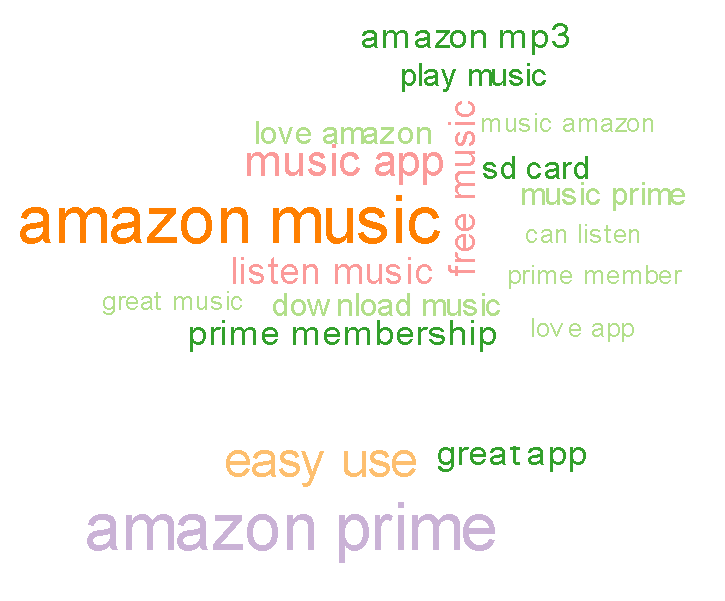 amazon mp3
play music
music amazon
love amazon
free music
music app
sd card
music prime
amazon music
can listen
listen music
prime member
great music
download music
love app
prime membership
easy use
great app
amazon prime